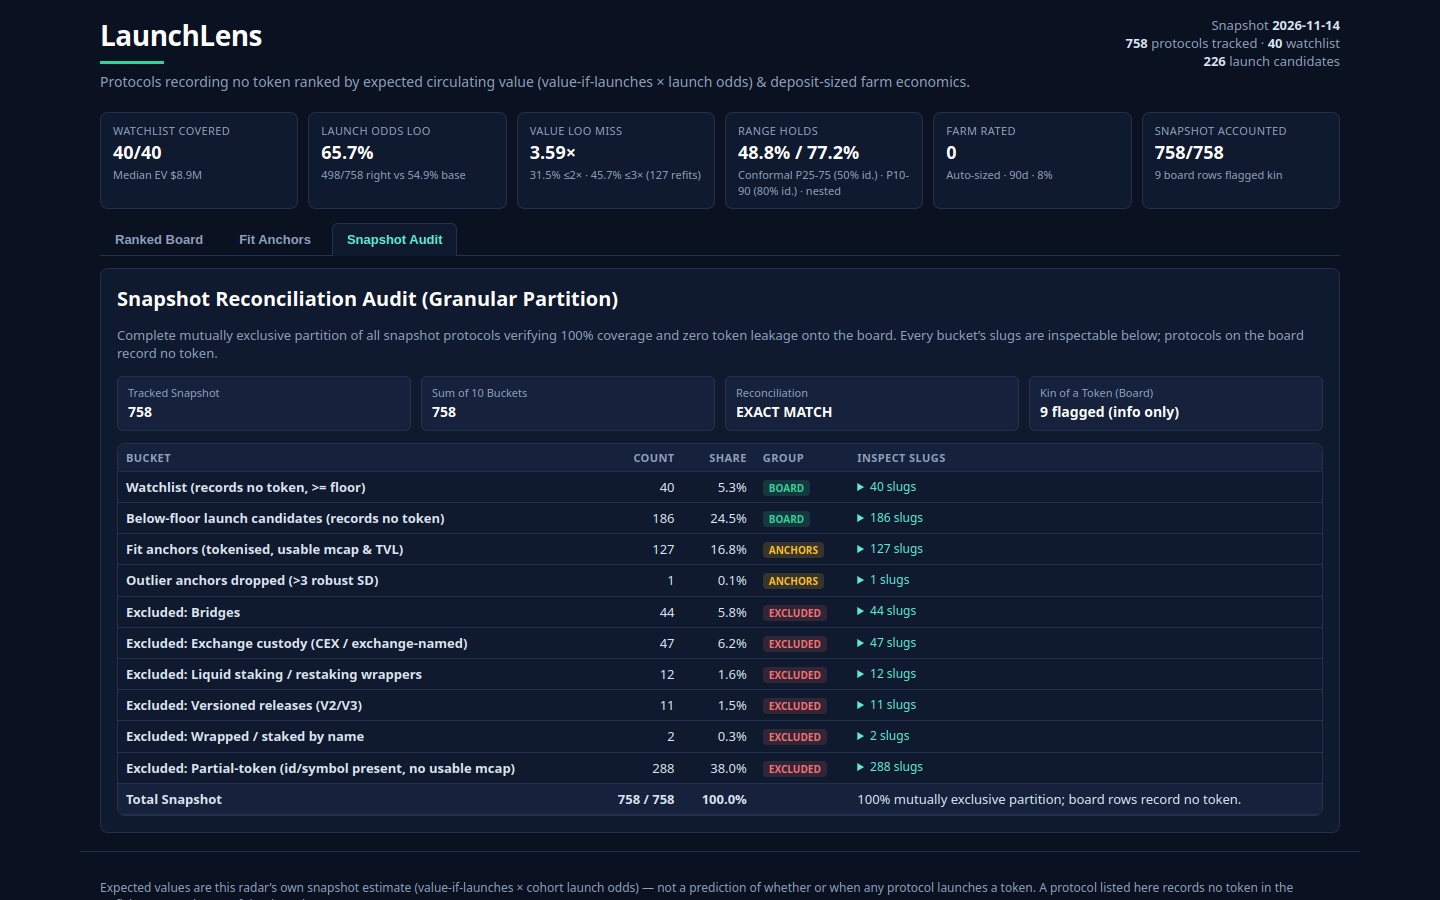 LaunchLens
Snapshot 2026-11-14
758 protocols tracked · 40 watchlist
226 launch candidates
Protocols recording no token ranked by expected circulating value (value-if-launches × launch odds) & deposit-sized farm economics.
WATCHLIST COVERED
40/40
Median EV $8.9M
LAUNCH ODDS LOO
65.7%
498/758 right vs 54.9% base
VALUE LOO MISS
3.59×
31.5% ≤2× · 45.7% ≤3× (127 refits)
RANGE HOLDS
48.8% / 77.2%
Conformal P25-75 (50% id.) · P10-
90 (80% id.) · nested
FARM RATED
0
Auto-sized · 90d · 8%
SNAPSHOT ACCOUNTED
758/758
9 board rows flagged kin
Ranked Board
Fit Anchors
Snapshot Audit
Snapshot Reconciliation Audit (Granular Partition)
Complete mutually exclusive partition of all snapshot protocols verifying 100% coverage and zero token leakage onto the board. Every bucket's slugs are inspectable below; protocols on the board
record no token.
Tracked Snapshot
758
Sum of 10 Buckets
758
Reconciliation
EXACT MATCH
Kin of a Token (Board)
9 flagged (info only)
BUCKET COUNT SHARE GROUP INSPECT SLUGS
Watchlist (records no token, >= floor) 40 5.3% BOARD ▶ 40 slugs
Below-floor launch candidates (records no token) 186 24.5% BOARD ▶ 186 slugs
Fit anchors (tokenised, usable mcap & TVL) 127 16.8% ANCHORS ▶ 127 slugs
Outlier anchors dropped (>3 robust SD) 1 0.1% ANCHORS ▶ 1 slugs
Excluded: Bridges 44 5.8% EXCLUDED ▶ 44 slugs
Excluded: Exchange custody (CEX / exchange-named) 47 6.2% EXCLUDED ▶ 47 slugs
Excluded: Liquid staking / restaking wrappers 12 1.6% EXCLUDED ▶ 12 slugs
Excluded: Versioned releases (V2/V3) 11 1.5% EXCLUDED ▶ 11 slugs
Excluded: Wrapped / staked by name 2 0.3% EXCLUDED ▶ 2 slugs
Excluded: Partial-token (id/symbol present, no usable mcap) 288 38.0% EXCLUDED ▶ 288 slugs
Total Snapshot 758 / 758 100.0% 100% mutually exclusive partition; board rows record no token.
Expected values are this radar's own snapshot estimate (value-if-launches × cohort launch odds) — not a prediction of whether or when any protocol launches a token. A protocol listed here records no token in the